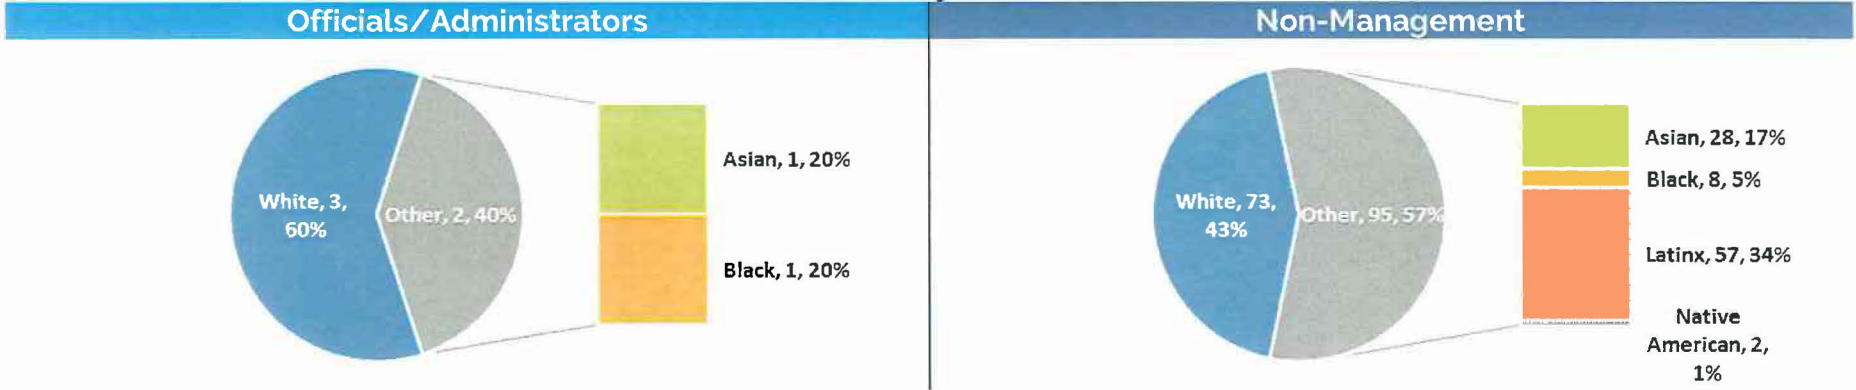 Officials/Administrators
White, 3,
60%
Other, 2, 40%
Asian, 1, 20%
Black, 1, 20%
Non-Management
White, 73,
43%
Other, 95, 57%
Asian, 28, 17%
Black, 8, 5%
Latinx, 57, 34%
Native
American, 2,
1%